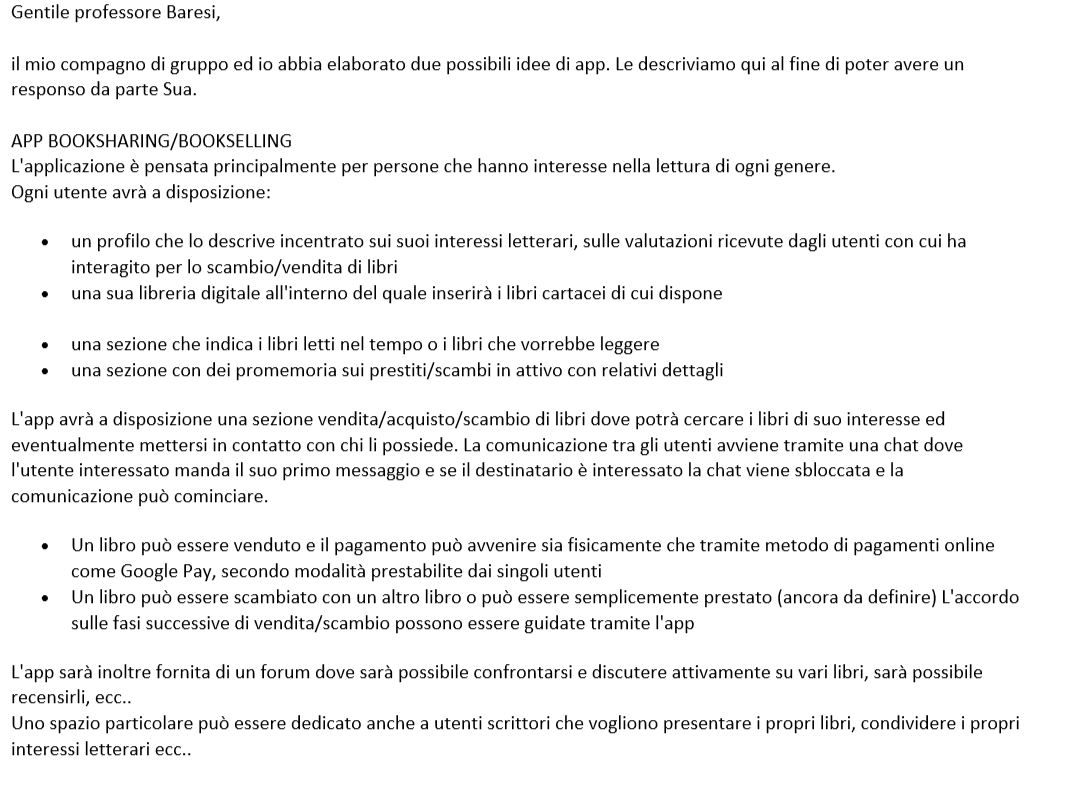 Gentile professore Baresi,
il mio compagno di gruppo ed io abbia elaborato due possibili idee di app. Le descriviamo qui al fine di poter avere un
responso da parte Sua.
APP BOOKSHARING/BOOKSELLING
L'applicazione è pensata principalmente per persone che hanno interesse nella lettura di ogni genere.
Ogni utente avrà a disposizione:
• un profilo che lo descrive incentrato sui suoi interessi letterari, sulle valutazioni ricevute dagli utenti con cui ha
interagito per lo scambio/vendita di libri
• una sua libreria digitale all'interno del quale inserirà i libri cartacei di cui dispone
• una sezione che indica i libri letti nel tempo o i libri che vorrebbe leggere
• una sezione con dei promemoria sui prestiti/scambi in attivo con relativi dettagli
L'app avrà a disposizione una sezione vendita/acquisto/scambio di libri dove potrà cercare i libri di suo interesse ed
eventualmente mettersi in contatto con chi li possiede. La comunicazione tra gli utenti avviene tramite una chat dove
l'utente interessato manda il suo primo messaggio e se il destinatario è interessato la chat viene sbloccata e la
comunicazione può cominciare.
• Un libro può essere venduto e il pagamento può avvenire sia fisicamente che tramite metodo di pagamenti online
come Google Pay, secondo modalità prestabilite dai singoli utenti
• Un libro può essere scambiato con un altro libro o può essere semplicemente prestato (ancora da definire) L'accordo
sulle fasi successive di vendita/scambio possono essere guidate tramite l'app
L'app sarà inoltre fornita di un forum dove sarà possibile confrontarsi e discutere attivamente su vari libri, sarà possibile
recensirli, ecc..
Uno spazio particolare può essere dedicato anche a utenti scrittori che vogliono presentare i propri libri, condividere i propri
interessi letterari ecc..